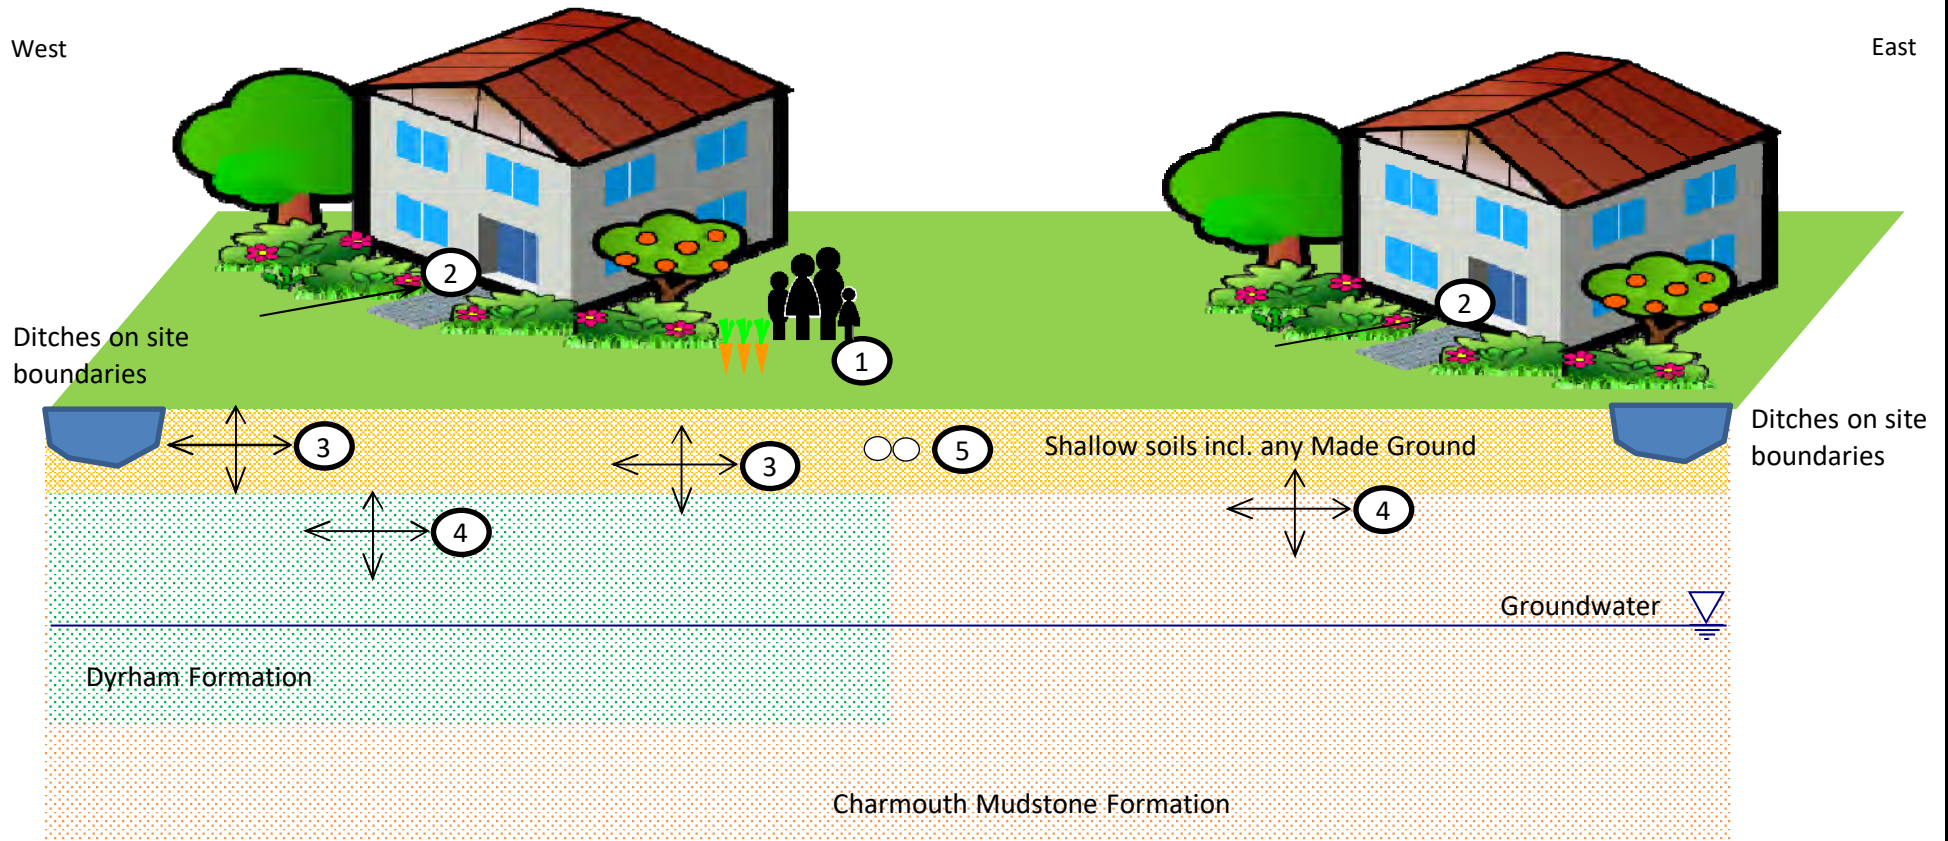 West
East
2
2
Ditches on site
boundaries
1
Ditches on site
boundaries
3
3
5
Shallow soils incl. any Made Ground
4
4
Groundwater
Dyrham Formation
Charmouth Mudstone Formation